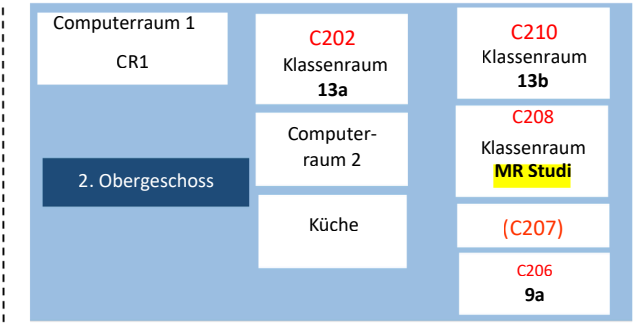 Computerraum 1
CR1
2. Obergeschoss
C202
Klassenraum
13a
Computer-
raum 2
Küche
C210
Klassenraum
13b
C208
Klassenraum
MR Studi
(C207)
C206
9a